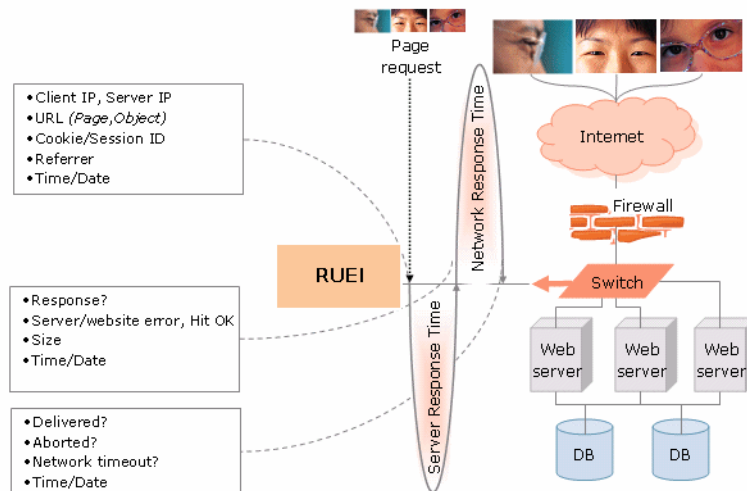 Page
request
• Client IP, Server IP
• URL (Page,Object)
• Cookie/Session ID
• Referrer
• Time/Date
Network Response Time
Internet
Firewall
RUEI
Switch
• Response?
• Server/website error, Hit OK
• Size
• Time/Date
Server Response Time
Web
server
Web
server
Web
server
• Delivered?
• Aborted?
• Network timeout?
• Time/Date
DB
DB